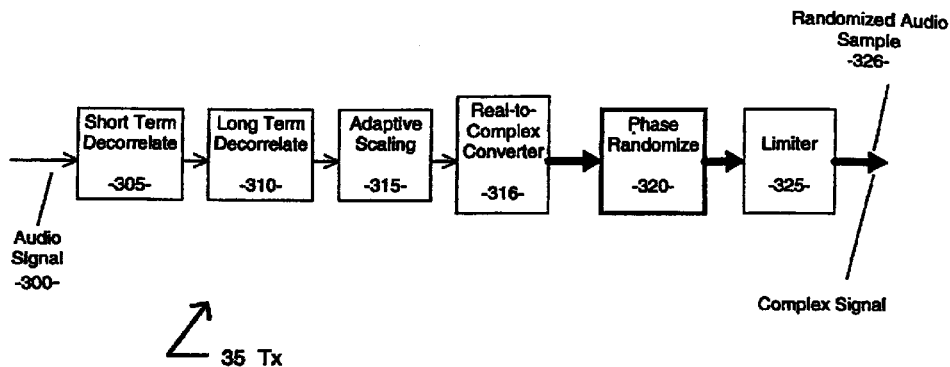 Randomized Audio
Sample
-326-
Short Term
Decorrelate
-305-
Long Term
Decorrelate
-310-
Adaptive
Scaling
-315-
Real-to-
Complex
Converter
-316-
Phase
Randomize
-320-
Limiter
-325-
Audio
Signal
-300-
Complex Signal
35 Tx